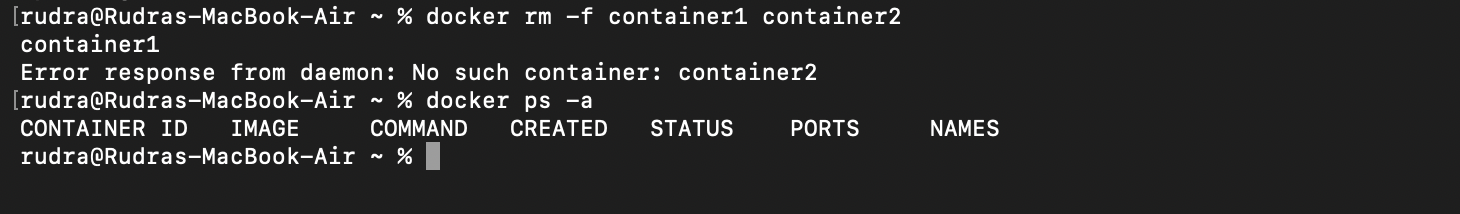 [rudra@Rudras-MacBook-Air ~ % docker rm -f container1 container2
container1
Error response from daemon: No such container: container2
[rudra@Rudras-MacBook-Air ~ % docker ps -a
CONTAINER ID   IMAGE     COMMAND   CREATED   STATUS    PORTS     NAMES
rudra@Rudras-MacBook-Air ~ %